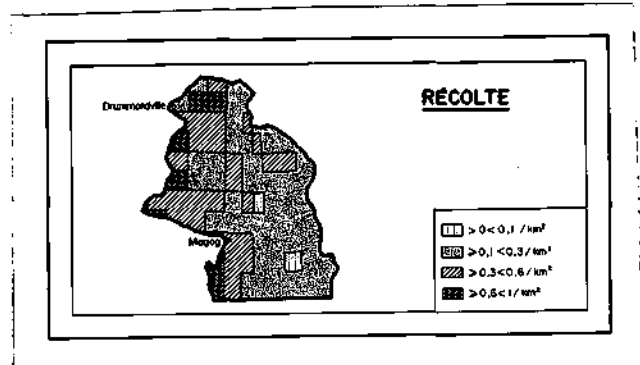 RÉCOLTE
Drummondville
Magog
> 0 < 0,1 / km²
⩾ 0,1 < 0,3 / km²
⩾ 0,3 < 0,6 / km²
⩾ 0,6 < 1 / km²